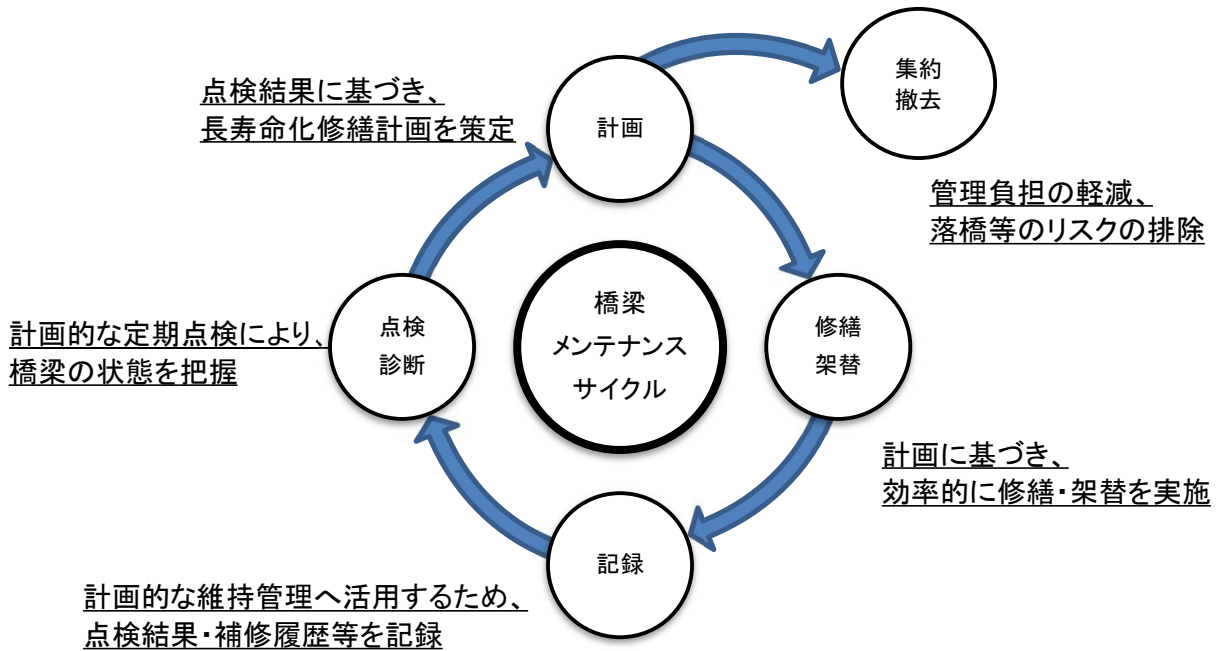 集約
撤去
点検結果に基づき、
長寿命化修繕計画を策定
計画
管理負担の軽減、
落橋等のリスクの排除
橋梁
メンテナンス
サイクル
計画的な定期点検により、
橋梁の状態を把握
点検
診断
修繕
架替
計画に基づき、
効率的に修繕・架替を実施
記録
計画的な維持管理へ活用するため、
点検結果・補修履歴等を記録